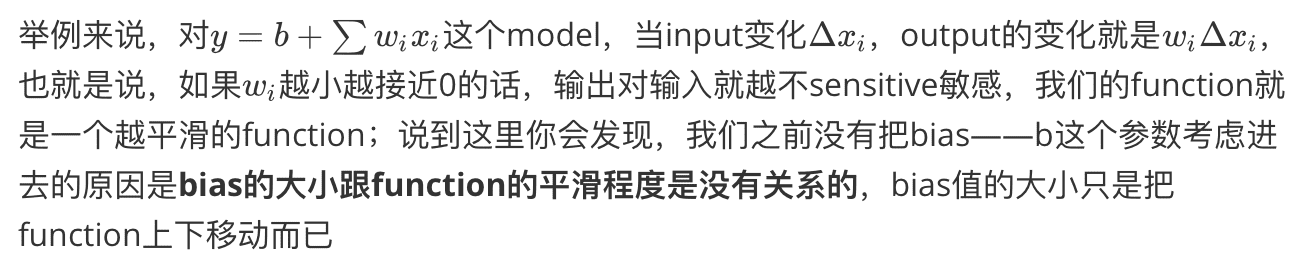 举例来说，对$y = b + \sum w_i x_i$这个model，当input变化$\Delta x_i$，output的变化就是$w_i \Delta x_i$，
也就是说，如果$w_i$越小越接近0的话，输出对输入就越不sensitive敏感，我们的function就
是一个越平滑的function；说到这里你会发现，我们之前没有把bias——b这个参数考虑进
去的原因是bias的大小跟function的平滑程度是没有关系的，bias值的大小只是把
function上下移动而已